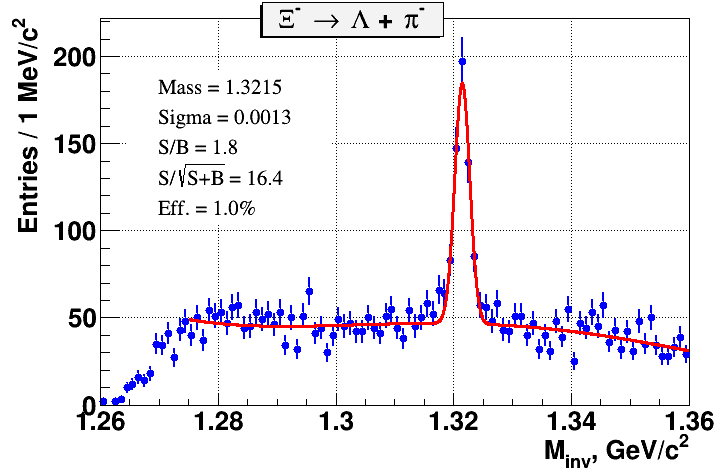 Ξ⁻ → Λ + π⁻
Entries / 1 MeV/c²
200
150
100
50
0
Mass = 1.3215
Sigma = 0.0013
S/B = 1.8
S/√S+B = 16.4
Eff. = 1.0%
1.26 1.28 1.3 1.32 1.34 1.36
M_inv, GeV/c²